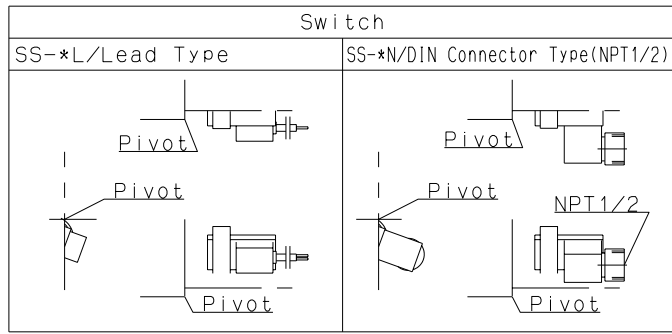 Switch
SS-*L/Lead Type
SS-*N/DIN Connector Type(NPT1/2)
Pivot
Pivot
Pivot
Pivot
NPT1/2
Pivot
Pivot